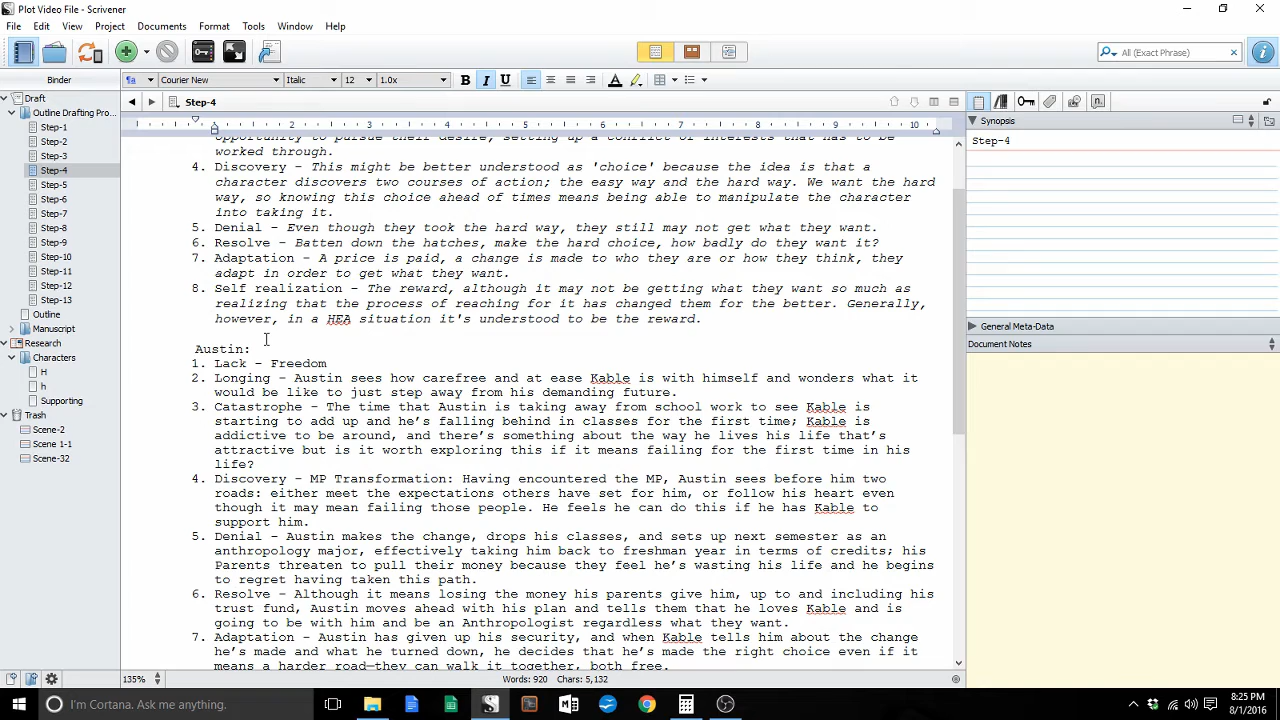 Plot Video File - Scrivener
File Edit View Project Documents Format Tools Window Help
All (Exact Phrase)
Binder
Courier New Italic 12 1.0x B I U A
Draft
Outline Drafting Pro...
Step-1
Step-2
Step-3
Step-4
Step-5
Step-6
Step-7
Step-8
Step-9
Step-10
Step-11
Step-12
Step-13
Outline
Manuscript
Research
Characters
H
h
Supporting
Trash
Scene-2
Scene 1-1
Scene-32
Step-4
2 3 4 5 6 7 8 9 10
opportunity to pursue their desire, setting up a conflict of interests that has to be
worked through.
4. Discovery - This might be better understood as 'choice' because the idea is that a
character discovers two courses of action; the easy way and the hard way. We want the hard
way, so knowing this choice ahead of times means being able to manipulate the character
into taking it.
5. Denial - Even though they took the hard way, they still may not get what they want.
6. Resolve - Batten down the hatches, make the hard choice, how badly do they want it?
7. Adaptation - A price is paid, a change is made to who they are or how they think, they
adapt in order to get what they want.
8. Self realization - The reward, although it may not be getting what they want so much as
realizing that the process of reaching for it has changed them for the better. Generally,
however, in a HEA situation it's understood to be the reward.
Austin:
1. Lack - Freedom
2. Longing - Austin sees how carefree and at ease Kable is with himself and wonders what it
would be like to just step away from his demanding future.
3. Catastrophe - The time that Austin is taking away from school work to see Kable is
starting to add up and he's falling behind in classes for the first time; Kable is
addictive to be around, and there's something about the way he lives his life that's
attractive but is it worth exploring this if it means failing for the first time in his
life?
4. Discovery - MP Transformation: Having encountered the MP, Austin sees before him two
roads: either meet the expectations others have set for him, or follow his heart even
though it may mean failing those people. He feels he can do this if he has Kable to
support him.
5. Denial - Austin makes the change, drops his classes, and sets up next semester as an
anthropology major, effectively taking him back to freshman year in terms of credits; his
Parents threaten to pull their money because they feel he's wasting his life and he begins
to regret having taken this path.
6. Resolve - Although it means losing the money his parents give him, up to and including his
trust fund, Austin moves ahead with his plan and tells them that he loves Kable and is
going to be with him and be an Anthropologist regardless what they want.
7. Adaptation - Austin has given up his security, and when Kable tells him about the change
he's made and what he turned down, he decides that he's made the right choice even if it
means a harder road—they can walk it together, both free.
Synopsis
Step-4
General Meta-Data
Document Notes
135%
Words: 920 Chars: 5,132
I'm Cortana. Ask me anything.
8:25 PM
8/1/2016